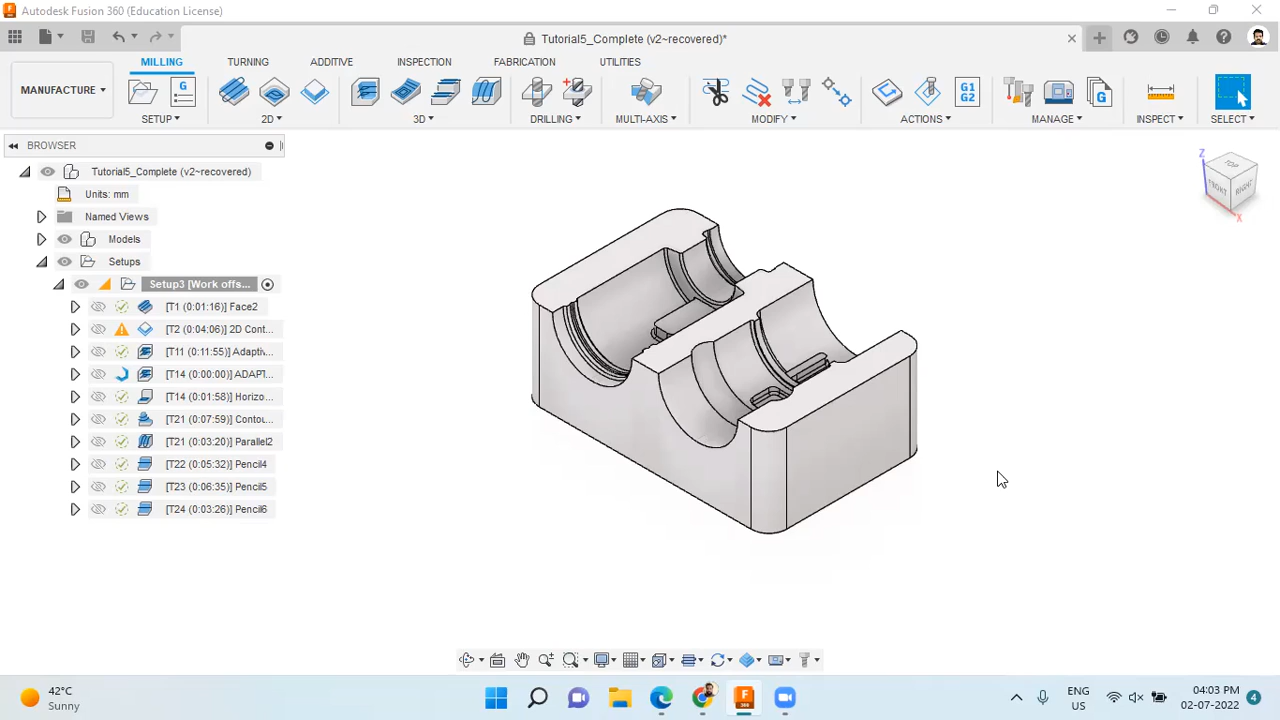 Autodesk Fusion 360 (Education License)
Tutorial5_Complete (v2~recovered)*
MILLING TURNING ADDITIVE INSPECTION FABRICATION UTILITIES
MANUFACTURE
G1 G2
SETUP 2D 3D DRILLING MULTI-AXIS MODIFY ACTIONS MANAGE INSPECT SELECT
BROWSER
Tutorial5_Complete (v2~recovered)
Units: mm
Named Views
Models
Setups
Setup3 [Work offs...
[T1 (0:01:16) Face2
[T2 (0:04:06) 2D Cont...
[T11 (0:11:55) Adaptiv...
[T14 (0:00:00) ADAPT...
[T14 (0:01:58) Horizo...
[T21 (0:07:59) Contou...
[T21 (0:03:20) Parallel2
[T22 (0:05:32) Pencil4
[T23 (0:06:35) Pencil5
[T24 (0:03:26) Pencil6
Z
TOP
FRONT RIGHT
X
42°C
Sunny
ENG
US
04:03 PM
02-07-2022
4